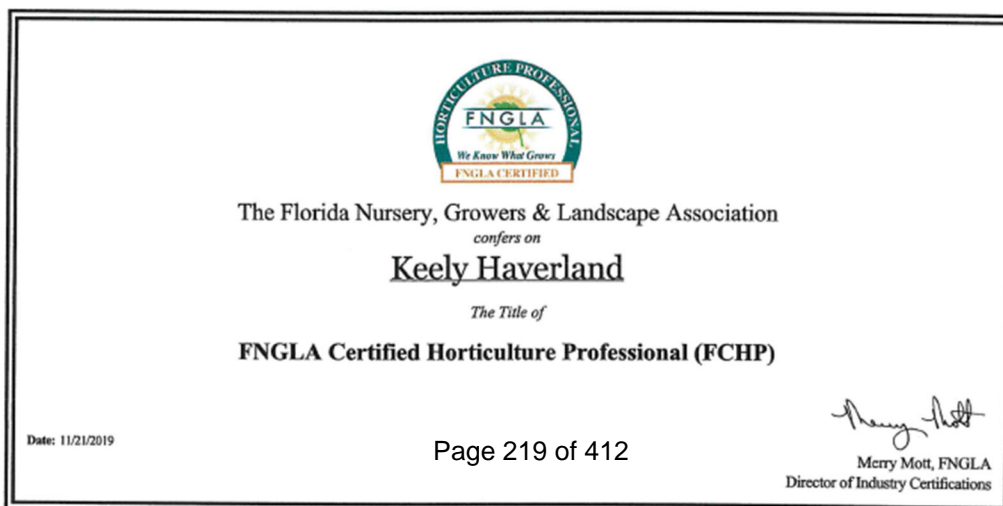 HORTICULTURE PROFESSIONAL
FNGLA
We Know What Grows
FNGLA CERTIFIED
The Florida Nursery, Growers & Landscape Association
confers on
Keely Haverland
The Title of
FNGLA Certified Horticulture Professional (FCHP)
Merry Mott
Date: 11/21/2019
Page 219 of 412
Merry Mott, FNGLA
Director of Industry Certifications